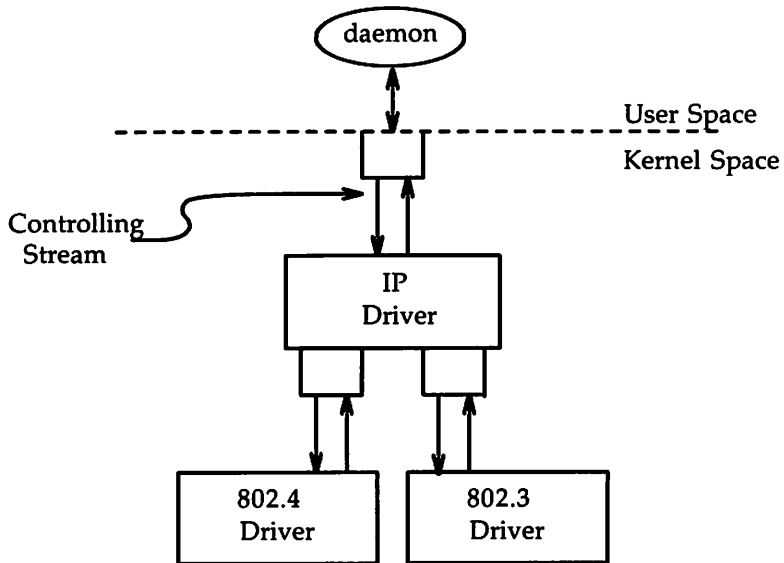 daemon
User Space
Kernel Space
Controlling
Stream
IP
Driver
802.4
Driver
802.3
Driver